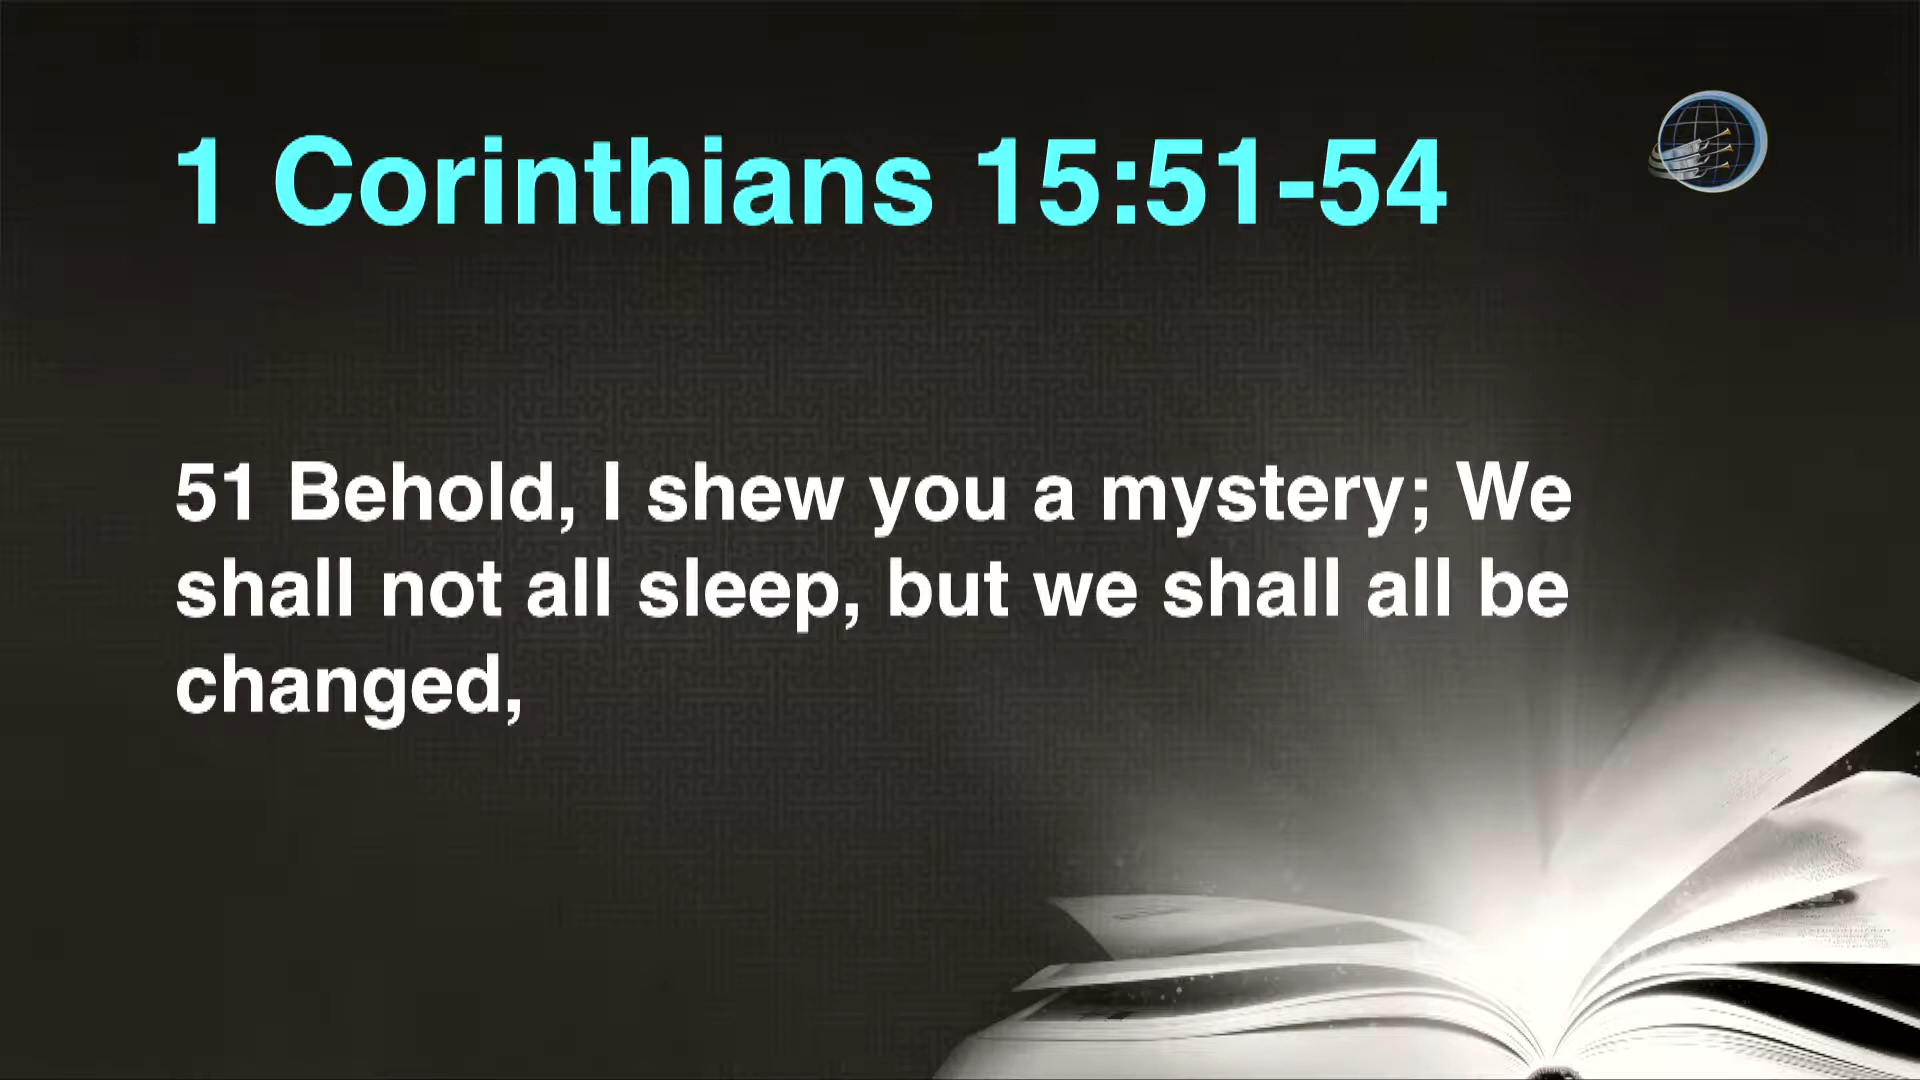 1 Corinthians 15:51-54
51 Behold, I shew you a mystery; We
shall not all sleep, but we shall all be
changed,